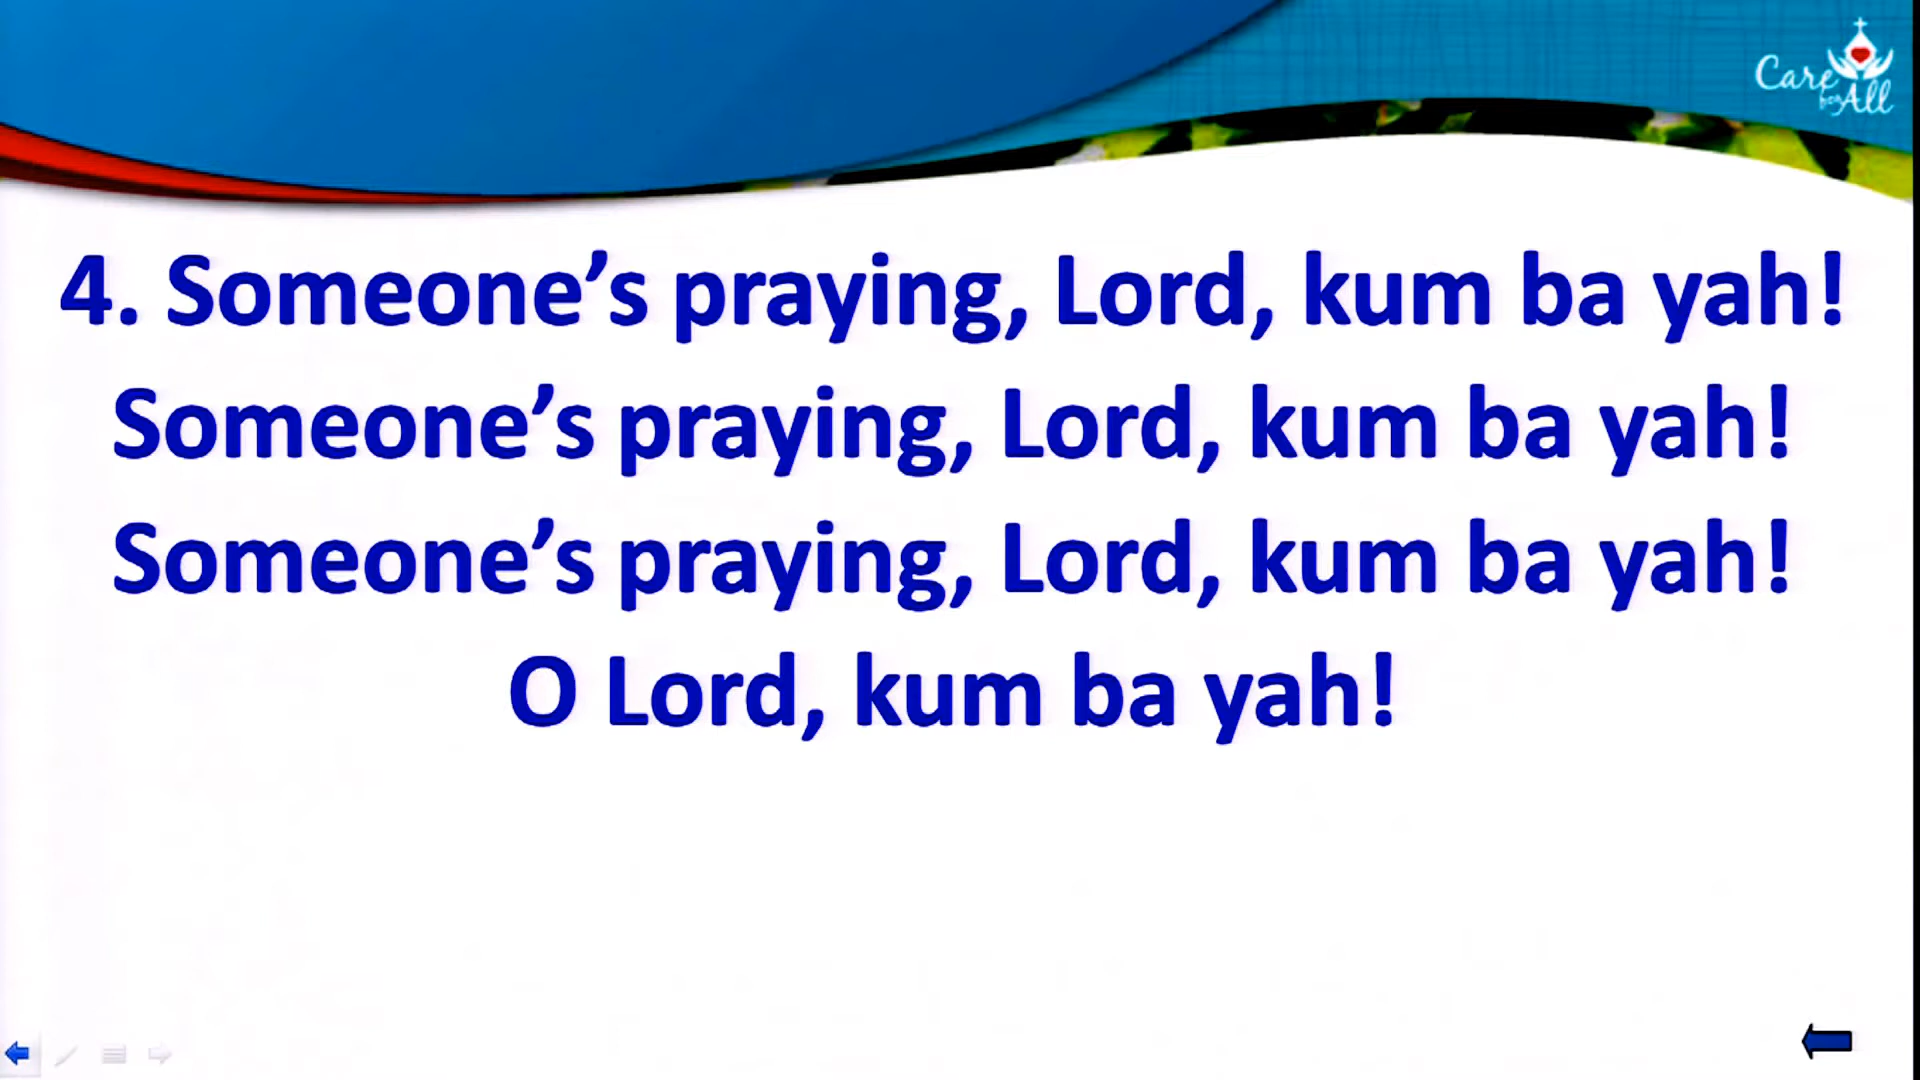 Care
for All
4. Someone’s praying, Lord, kum ba yah!
Someone’s praying, Lord, kum ba yah!
Someone’s praying, Lord, kum ba yah!
O Lord, kum ba yah!